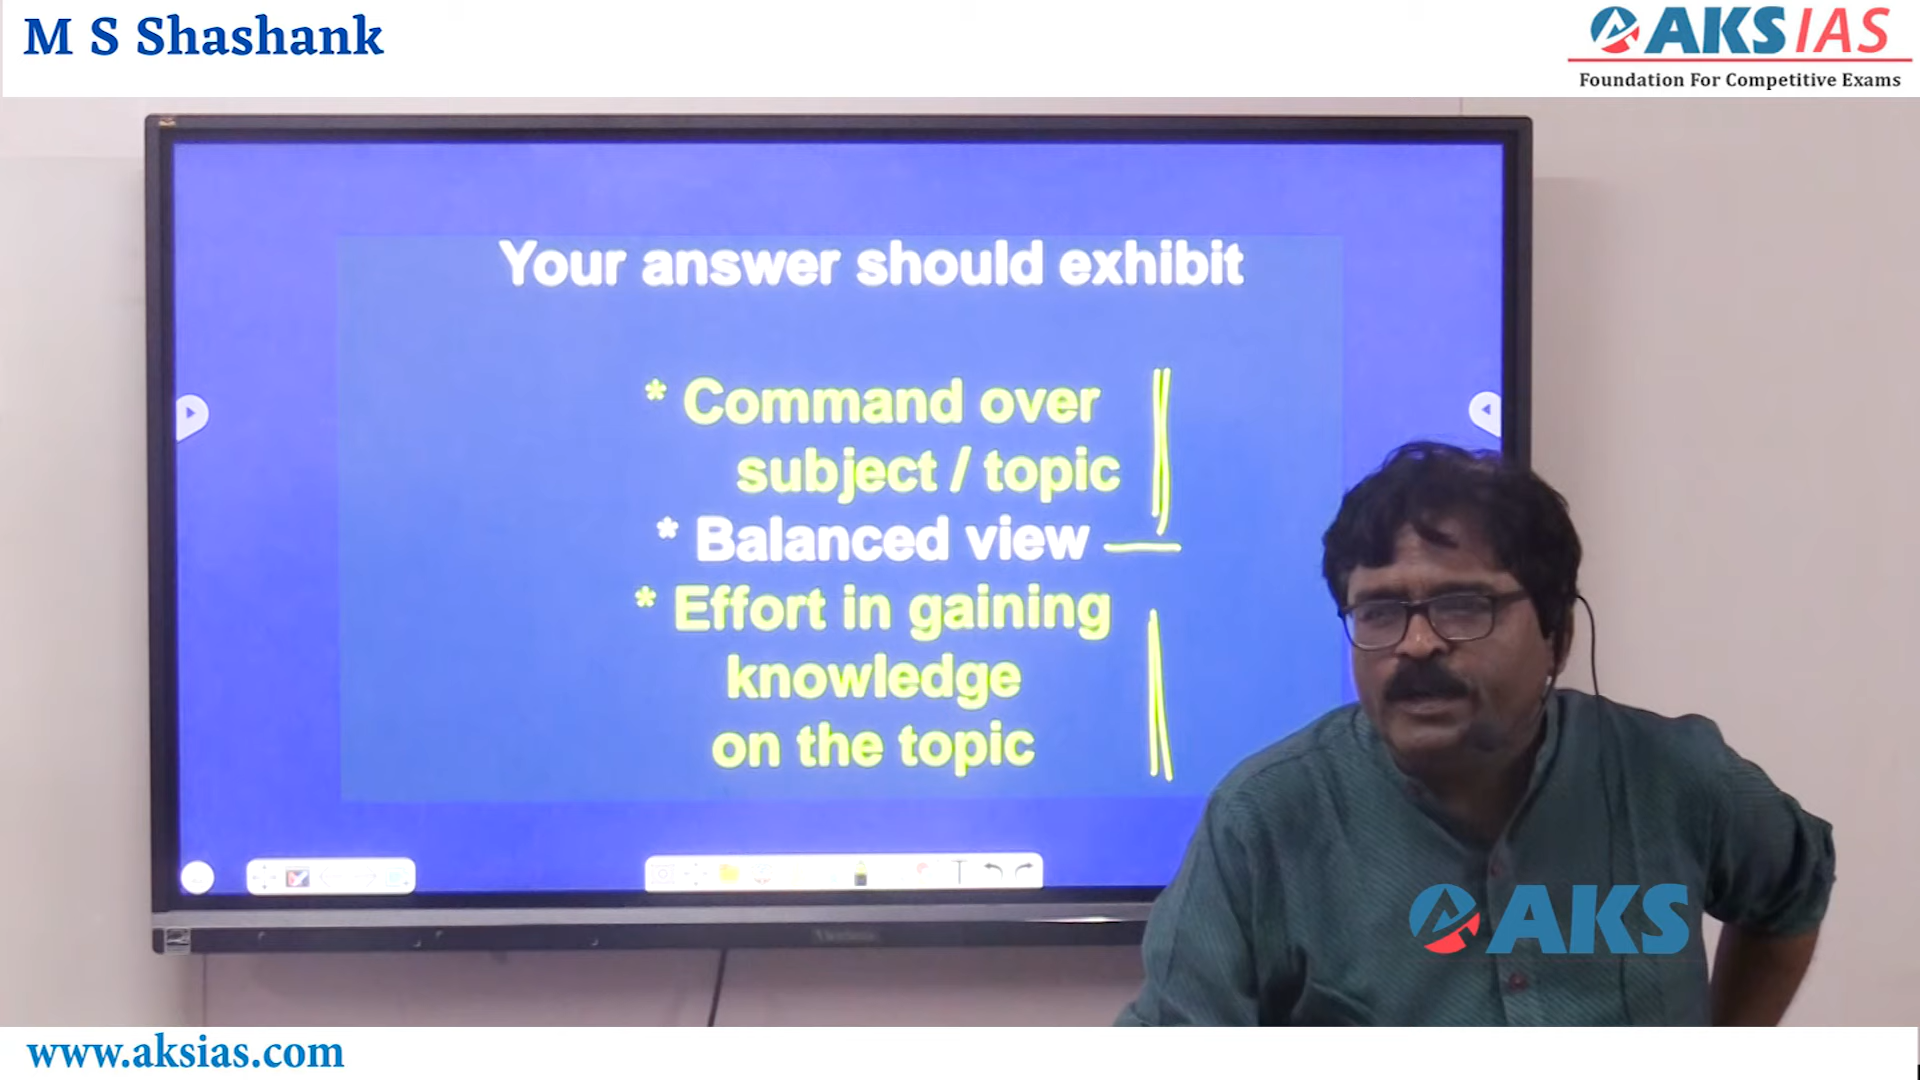 M S Shashank
AKS IAS
Foundation For Competitive Exams
Your answer should exhibit
* Command over
subject / topic
* Balanced view
* Effort in gaining
knowledge
on the topic
AKS
www.aksias.com